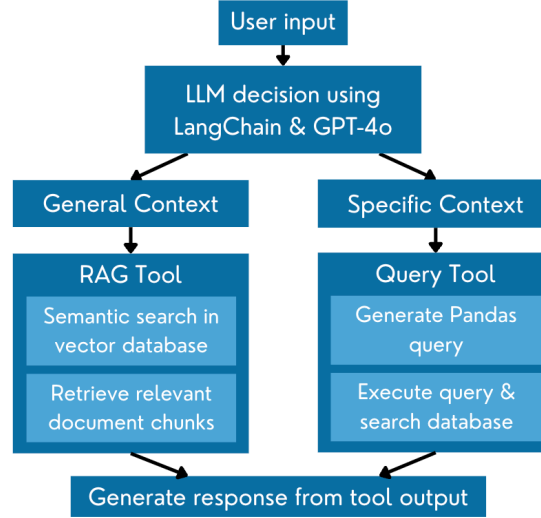 User input
LLM decision using
LangChain & GPT-4o
General Context
Specific Context
RAG Tool
Semantic search in
vector database
Retrieve relevant
document chunks
Query Tool
Generate Pandas
query
Execute query &
search database
Generate response from tool output